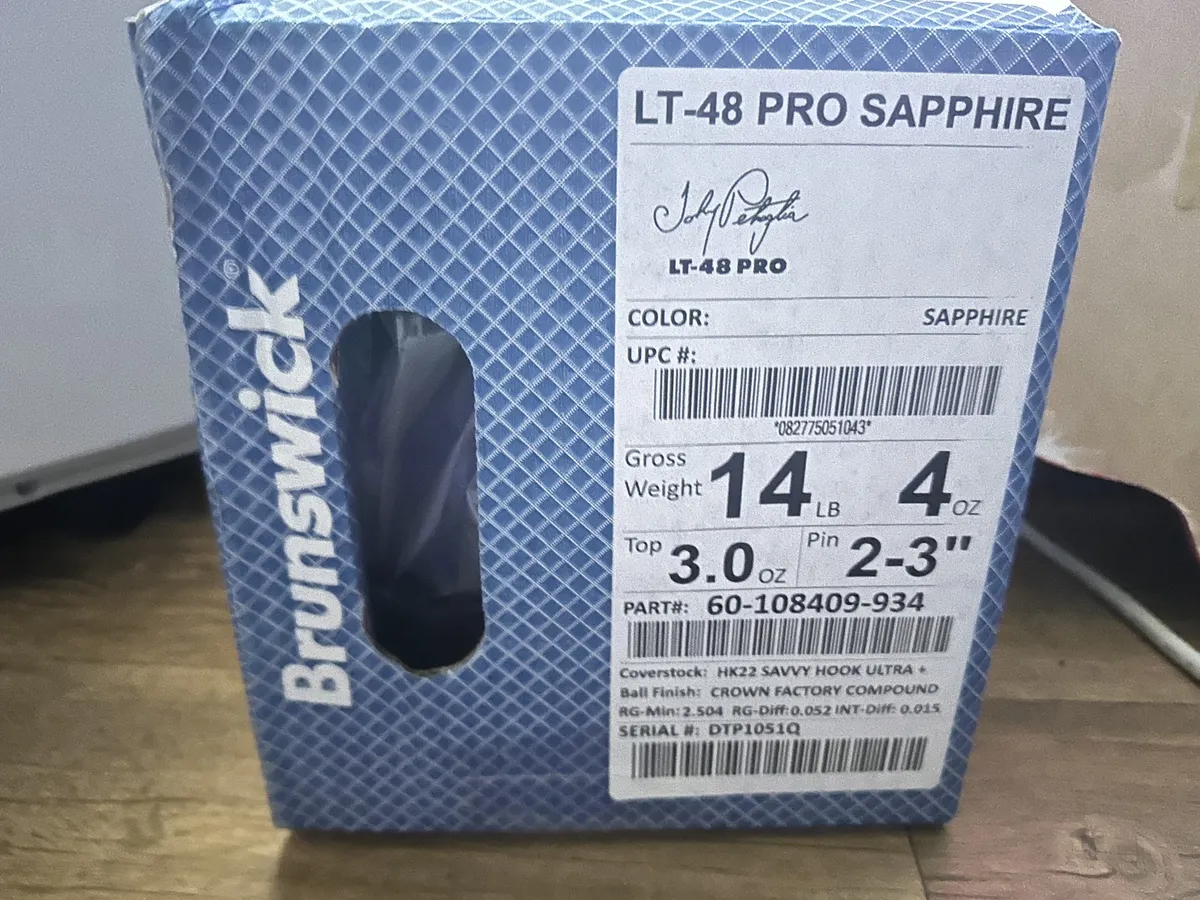 Brunswick®
LT-48 PRO SAPPHIRE
LT-48 PRO
COLOR: SAPPHIRE
UPC #:
*082775051043*
Gross Weight 14 LB 4 OZ
Top 3.0 OZ Pin 2-3"
PART#: 60-108409-934
Coverstock: HK22 SAVVY HOOK ULTRA +
Ball Finish: CROWN FACTORY COMPOUND
RG-Min: 2.504 RG-Diff: 0.052 INT-Diff: 0.015
SERIAL #: DTP1051Q